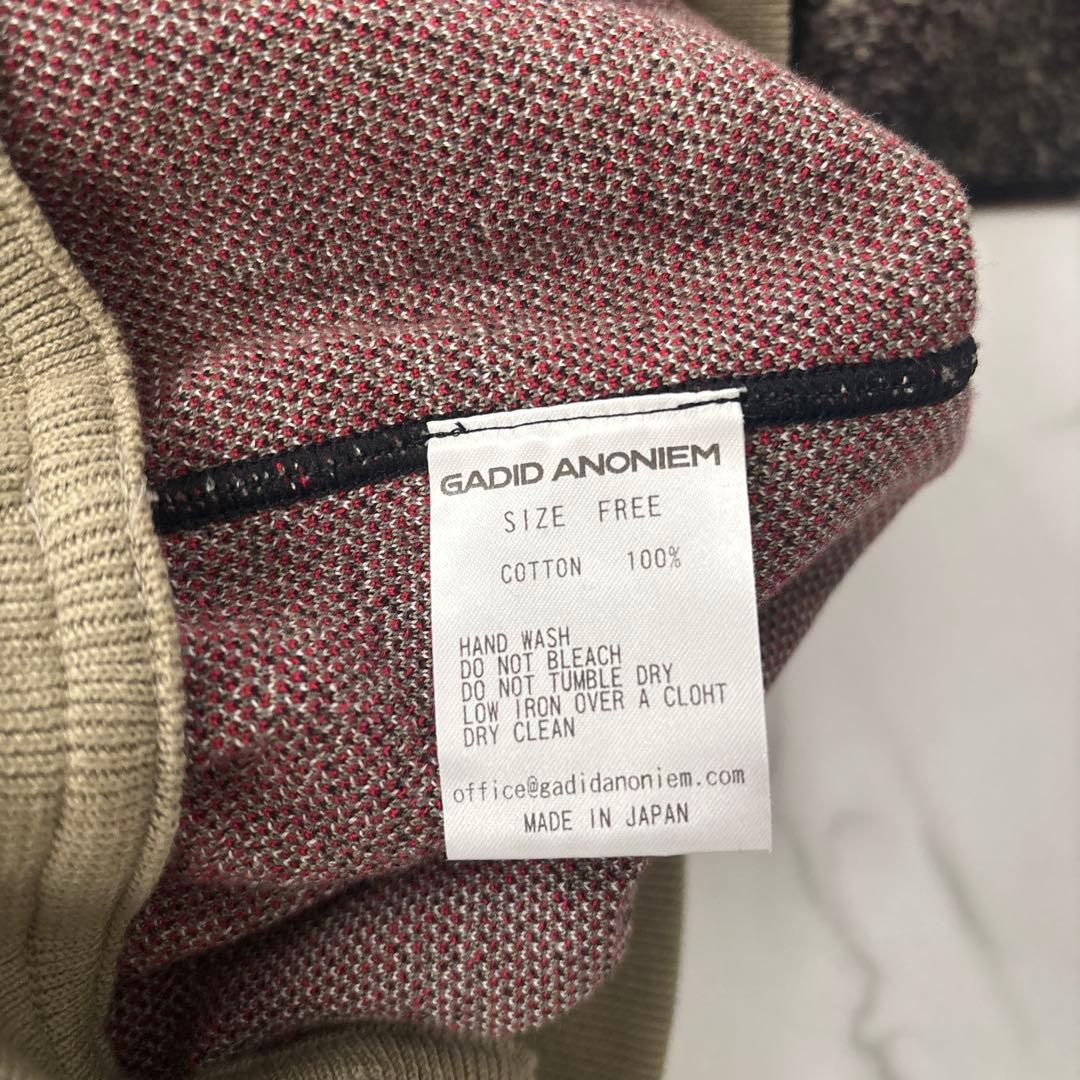 GADID ANONIEM
SIZE FREE
COTTON 100%
HAND WASH
DO NOT BLEACH
DO NOT TUMBLE DRY
LOW IRON OVER A CLOHT
DRY CLEAN
office@gadidanoniem.com
MADE IN JAPAN